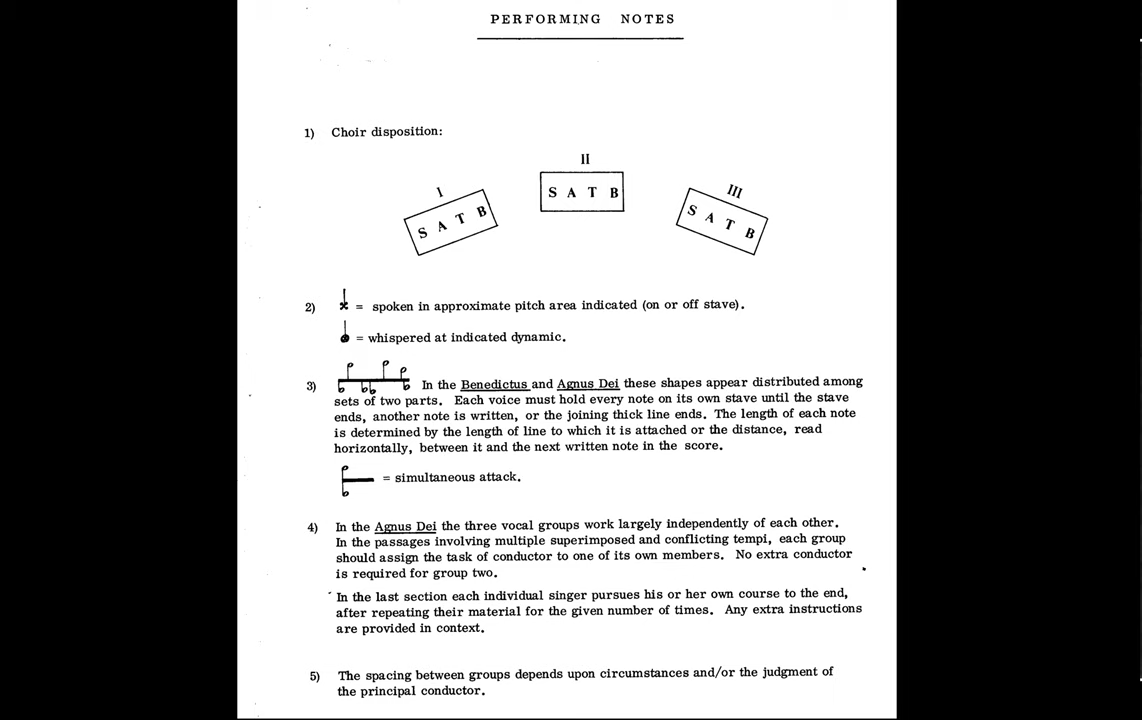 PERFORMING NOTES
1) Choir disposition:
I
II
III
S A T B
S A T B
S A T B
2) = spoken in approximate pitch area indicated (on or off stave).
= whispered at indicated dynamic.
3) In the Benedictus and Agnus Dei these shapes appear distributed among
sets of two parts. Each voice must hold every note on its own stave until the stave
ends, another note is written, or the joining thick line ends. The length of each note
is determined by the length of line to which it is attached or the distance, read
horizontally, between it and the next written note in the score.
= simultaneous attack.
4) In the Agnus Dei the three vocal groups work largely independently of each other.
In the passages involving multiple superimposed and conflicting tempi, each group
should assign the task of conductor to one of its own members. No extra conductor
is required for group two.
In the last section each individual singer pursues his or her own course to the end,
after repeating their material for the given number of times. Any extra instructions
are provided in context.
5) The spacing between groups depends upon circumstances and/or the judgment of
the principal conductor.